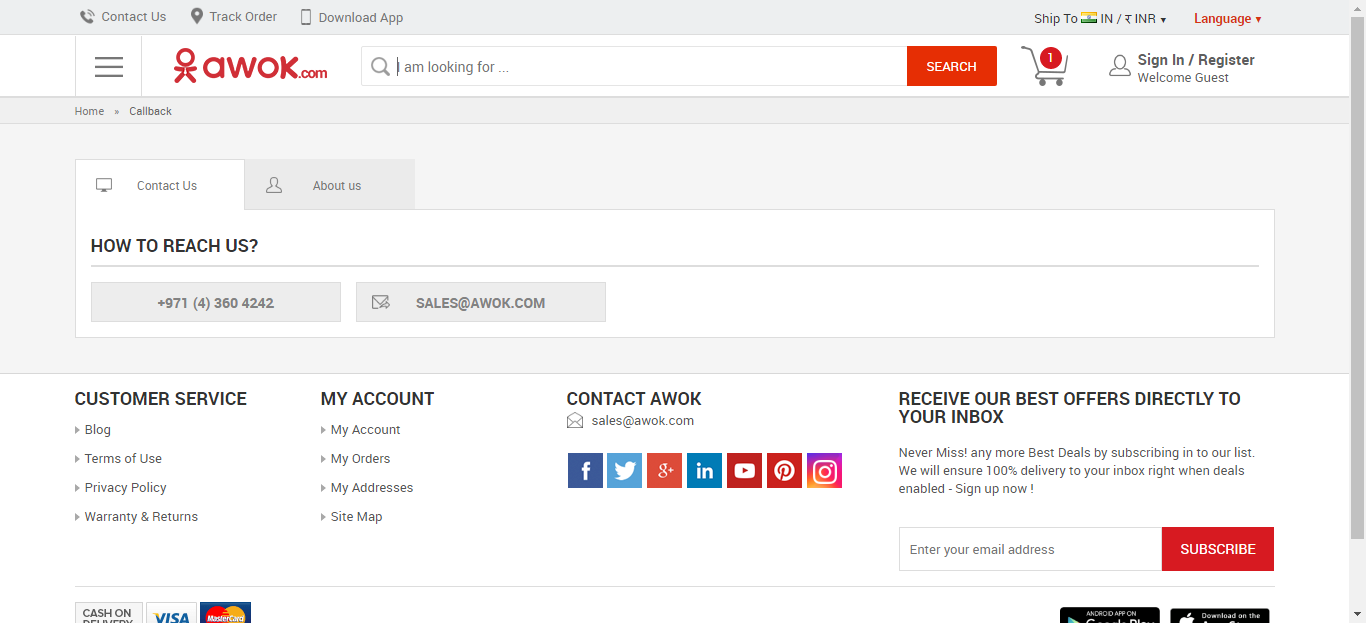 Contact Us Track Order Download App Ship To IN / ₹ INR ▾ Language ▾
awok.com I am looking for ... SEARCH 1 Sign In / Register
Welcome Guest
Home » Callback
Contact Us About us
HOW TO REACH US?
+971 (4) 360 4242 SALES@AWOK.COM
CUSTOMER SERVICE
Blog
Terms of Use
Privacy Policy
Warranty & Returns
MY ACCOUNT
My Account
My Orders
My Addresses
Site Map
CONTACT AWOK
sales@awok.com
RECEIVE OUR BEST OFFERS DIRECTLY TO
YOUR INBOX
Never Miss! any more Best Deals by subscribing in to our list.
We will ensure 100% delivery to your inbox right when deals
enabled - Sign up now !
Enter your email address SUBSCRIBE
CASH ON
DELIVERY
VISA
MasterCard
ANDROID APP ON
Google Play
Download on the